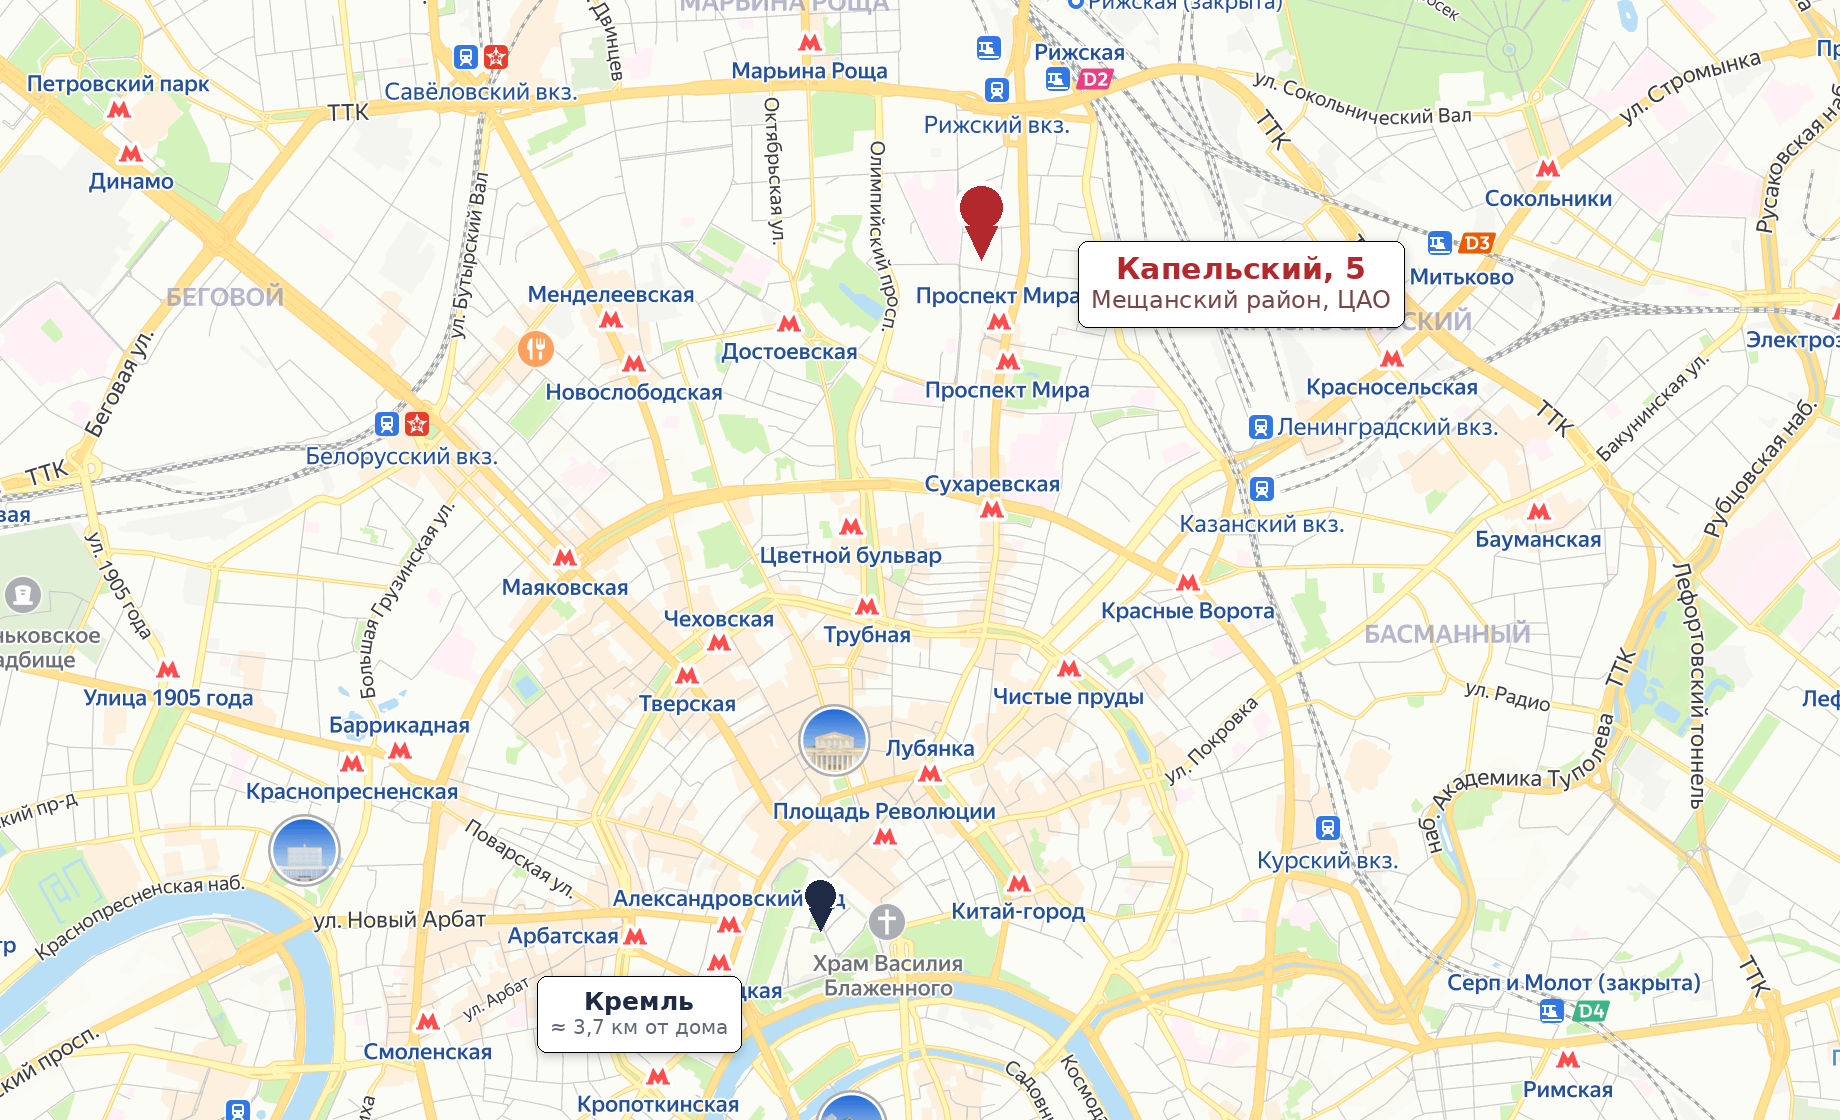 МАРЬИНА РОЩА
Рижская (закрыта)
Двинцев
Рижская
D2
Марьина Роща
Петровский парк
Савёловский вкз.
ТТК
Рижский вкз.
ул. Сокольнический Вал
ул. Стромынка
ТТК
Октябрьская ул.
Олимпийский просп.
Динамо
ул. Бутырский Вал
Сокольники
Русаковская наб.
D3
Митьково
Капельский, 5
Мещанский район, ЦАО
БЕГОВОЙ
Менделеевская
Проспект Мира
Достоевская
Беговая ул.
Новослободская
Проспект Мира
Красносельская
Бакунинская ул.
ТТК
Ленинградский вкз.
Рубцовская наб.
Белорусский вкз.
ТТК
Сухаревская
Казанский вкз.
Бауманская
ул. 1905 года
Большая Грузинская ул.
Цветной бульвар
Маяковская
Красные Ворота
Чеховская
Трубная
БАСМАННЫЙ
Лефортовский тоннель
ТТК
Улица 1905 года
Тверская
Чистые пруды
ул. Радио
Баррикадная
ул. Покровка
Лубянка
наб. Академика Туполева
Краснопресненская
Площадь Революции
Поварская ул.
Курский вкз.
Краснопресненская наб.
Александровский
ул. Новый Арбат
Арбатская
Китай-город
Храм Василия
Блаженного
Кремль
≈ 3,7 км от дома
ул. Арбат
Серп и Молот (закрыта)
D4
ТТК
Смоленская
Римская
Кропоткинская